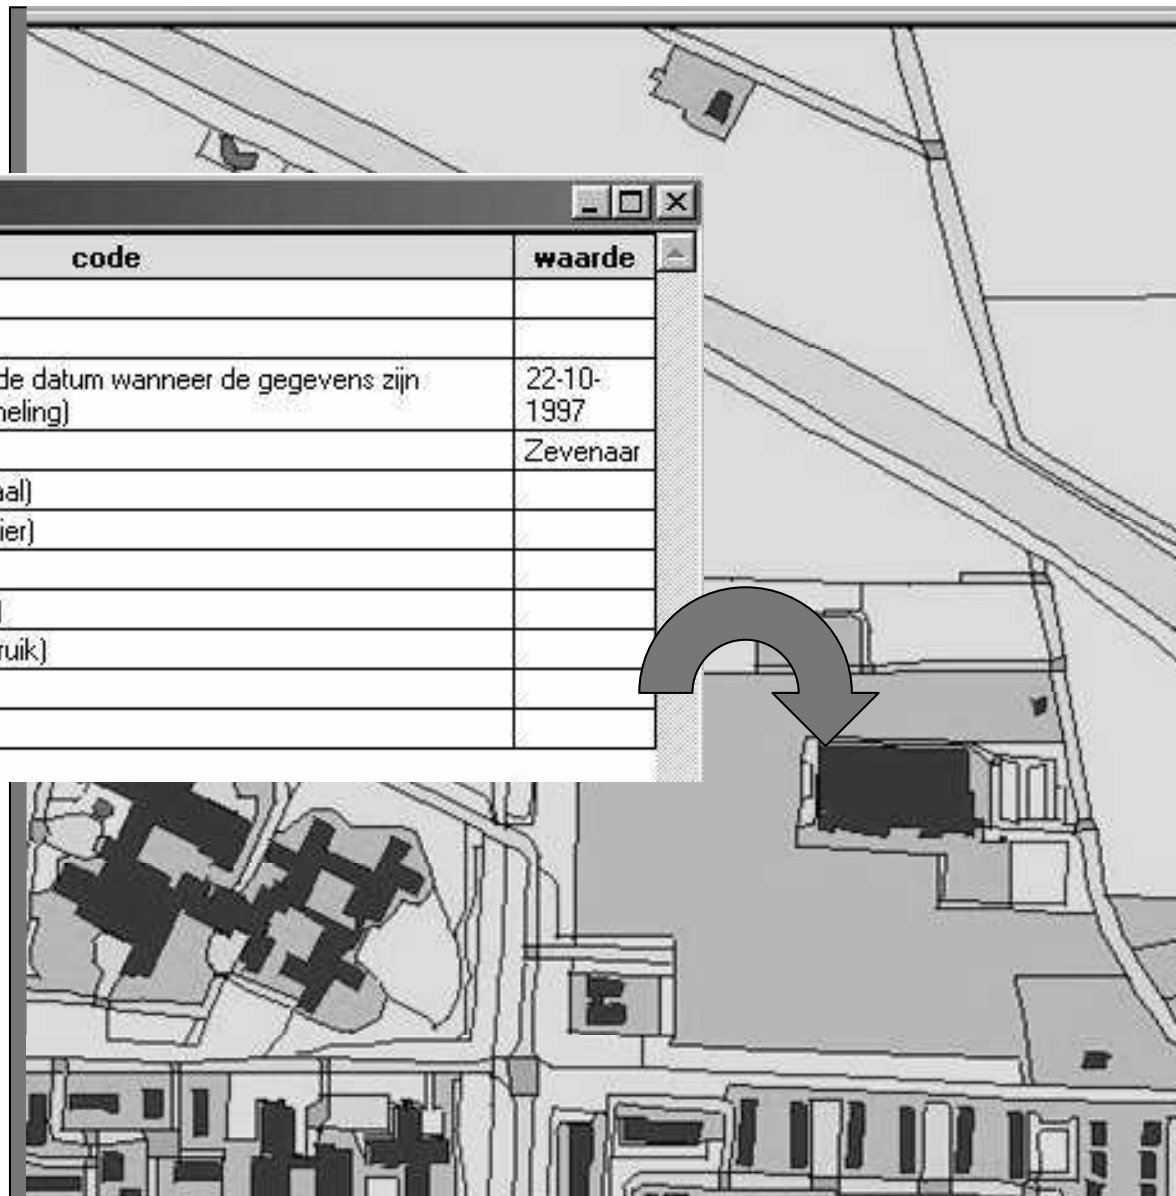 code waarde
de datum wanneer de gegevens zijn 22-10-
neling) 1997
Zevenaar
aal)
ier)
)
ruik)